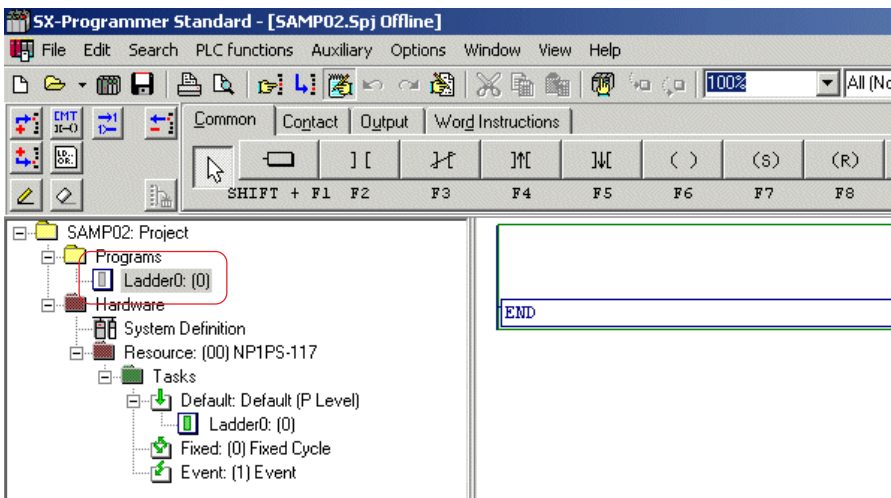 SX-Programmer Standard - [SAMP02.Spj Offline]
File Edit Search PLC functions Auxiliary Options Window View Help
100% All (No
CMT
Common Contact Output Word Instructions
LD.
OR.
] [ ]↑[ ]↓[ ( ) (S) (R)
SHIFT + F1 F2 F3 F4 F5 F6 F7 F8
SAMP02: Project
Programs
Ladder0: (0)
Hardware
END
System Definition
Resource: (00) NP1PS-117
Tasks
Default: Default (P Level)
Ladder0: (0)
Fixed: (0) Fixed Cycle
Event: (1) Event